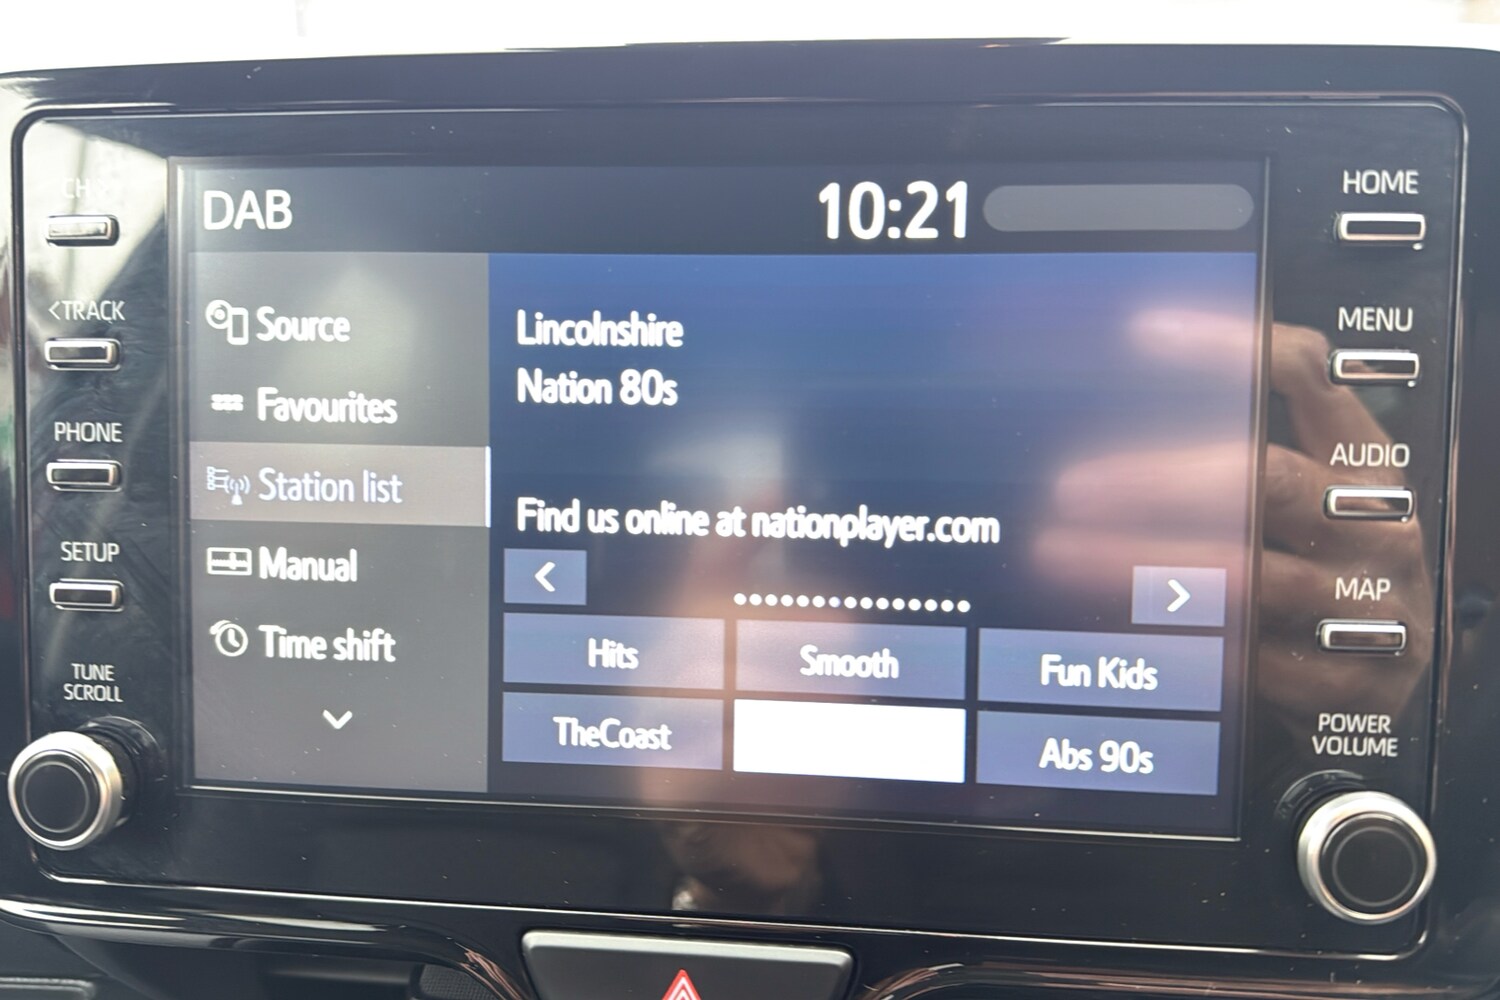 DAB
10:21
CH
<TRACK
PHONE
SETUP
TUNE
SCROLL
Source
Favourites
Station list
Manual
Time shift
Lincolnshire
Nation 80s
Find us online at nationplayer.com
Hits
Smooth
Fun Kids
TheCoast
Abs 90s
HOME
MENU
AUDIO
MAP
POWER
VOLUME